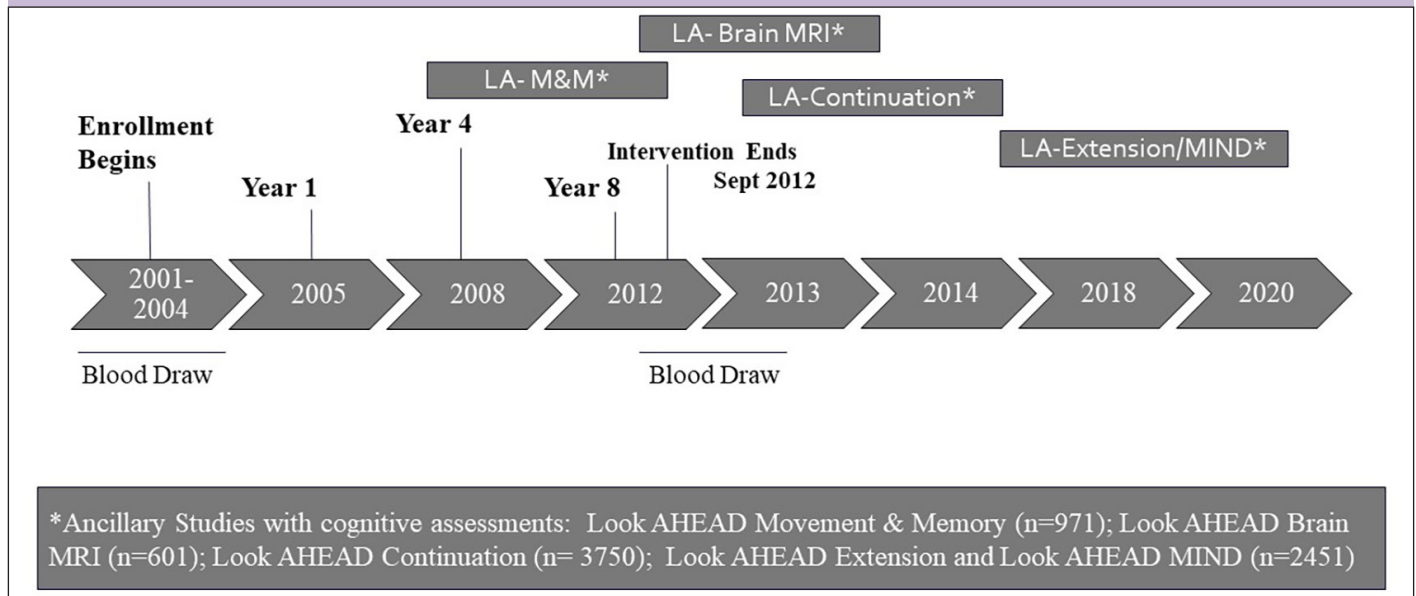 LA- Brain MRI*
LA- M&M*
LA-Continuation*
Enrollment
Begins
Year 4
LA-Extension/MIND*
Intervention Ends
Sept 2012
Year 1
Year 8
2001-
2004
2005
2008
2012
2013
2014
2018
2020
Blood Draw
Blood Draw
*Ancillary Studies with cognitive assessments: Look AHEAD Movement & Memory (n=971); Look AHEAD Brain
MRI (n=601); Look AHEAD Continuation (n= 3750); Look AHEAD Extension and Look AHEAD MIND (n=2451)